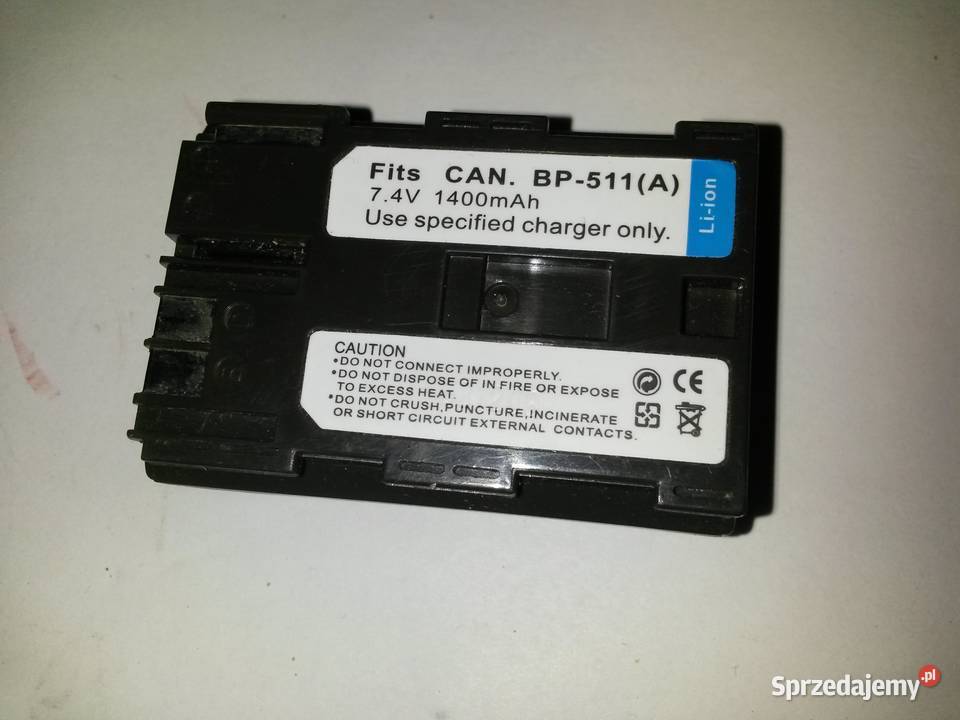 Fits CAN. BP-511(A)
7.4V 1400mAh
Use specified charger only.
Li-ion
CAUTION
•DO NOT CONNECT IMPROPERLY.
•DO NOT DISPOSE OF IN FIRE OR EXPOSE
TO EXCESS HEAT.
•DO NOT CRUSH,PUNCTURE,INCINERATE
OR SHORT CIRCUIT EXTERNAL CONTACTS.
CE
Sprzedajemy.pl